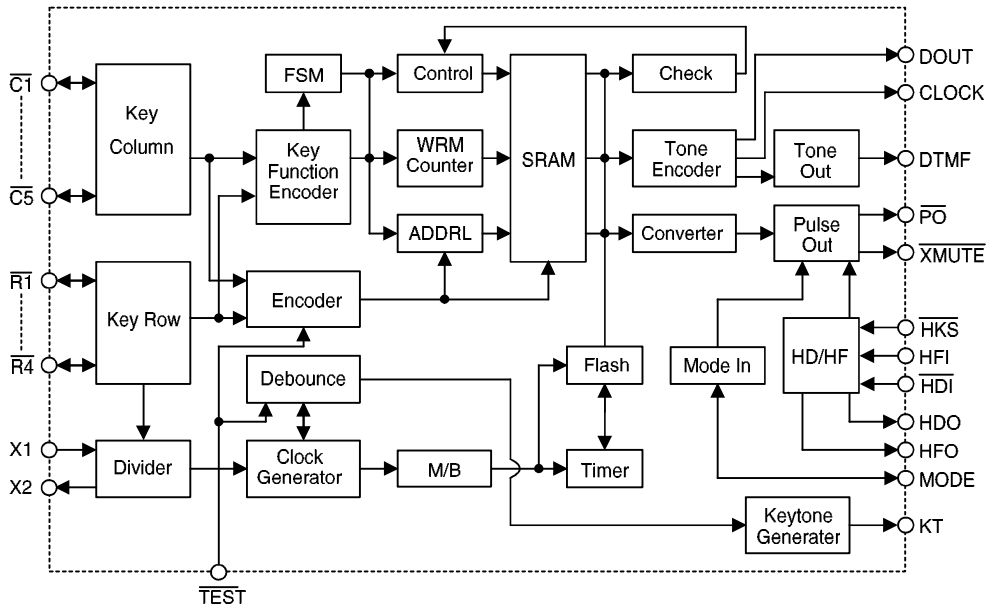 C1
C5
R1
R4
X1
X2
TEST
Key
Column
Key Row
Divider
FSM
Key
Function
Encoder
Encoder
Debounce
Clock
Generator
Control
WRM
Counter
ADDRL
M/B
SRAM
Flash
Timer
Check
Tone
Encoder
Converter
Mode In
Tone
Out
Pulse
Out
HD/HF
Keytone
Generater
DOUT
CLOCK
DTMF
PO
XMUTE
HKS
HFI
HDI
HDO
HFO
MODE
KT